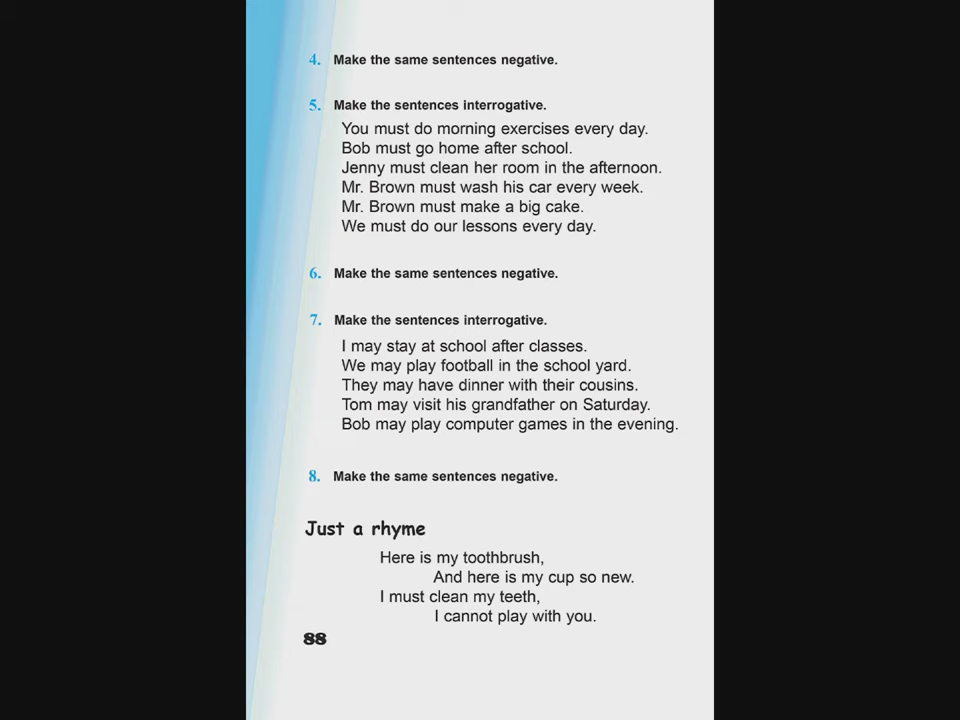 4. Make the same sentences negative.
5. Make the sentences interrogative.
You must do morning exercises every day.
Bob must go home after school.
Jenny must clean her room in the afternoon.
Mr. Brown must wash his car every week.
Mr. Brown must make a big cake.
We must do our lessons every day.
6. Make the same sentences negative.
7. Make the sentences interrogative.
I may stay at school after classes.
We may play football in the school yard.
They may have dinner with their cousins.
Tom may visit his grandfather on Saturday.
Bob may play computer games in the evening.
8. Make the same sentences negative.
Just a rhyme
Here is my toothbrush,
And here is my cup so new.
I must clean my teeth,
I cannot play with you.
88